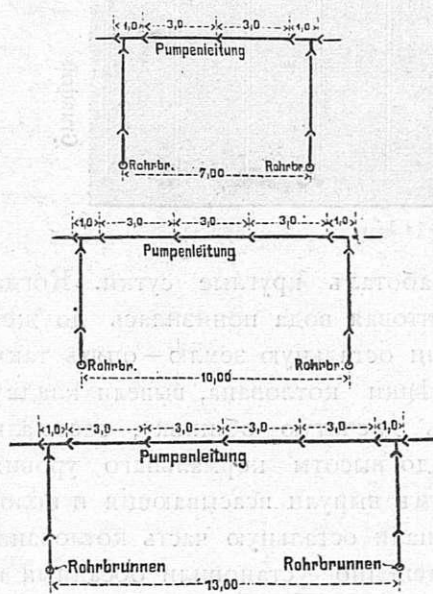 1,0 3,0 3,0 1,0
Pumpenleitung
Rohrbr. Rohrbr.
7,00
1,0 3,0 3,0 3,0 1,0
Pumpenleitung
Rohrbr. Rohrbr.
10,00
1,0 3,0 3,0 3,0 3,0 1,0
Pumpenleitung
Rohrbrunnen Rohrbrunnen
13,00